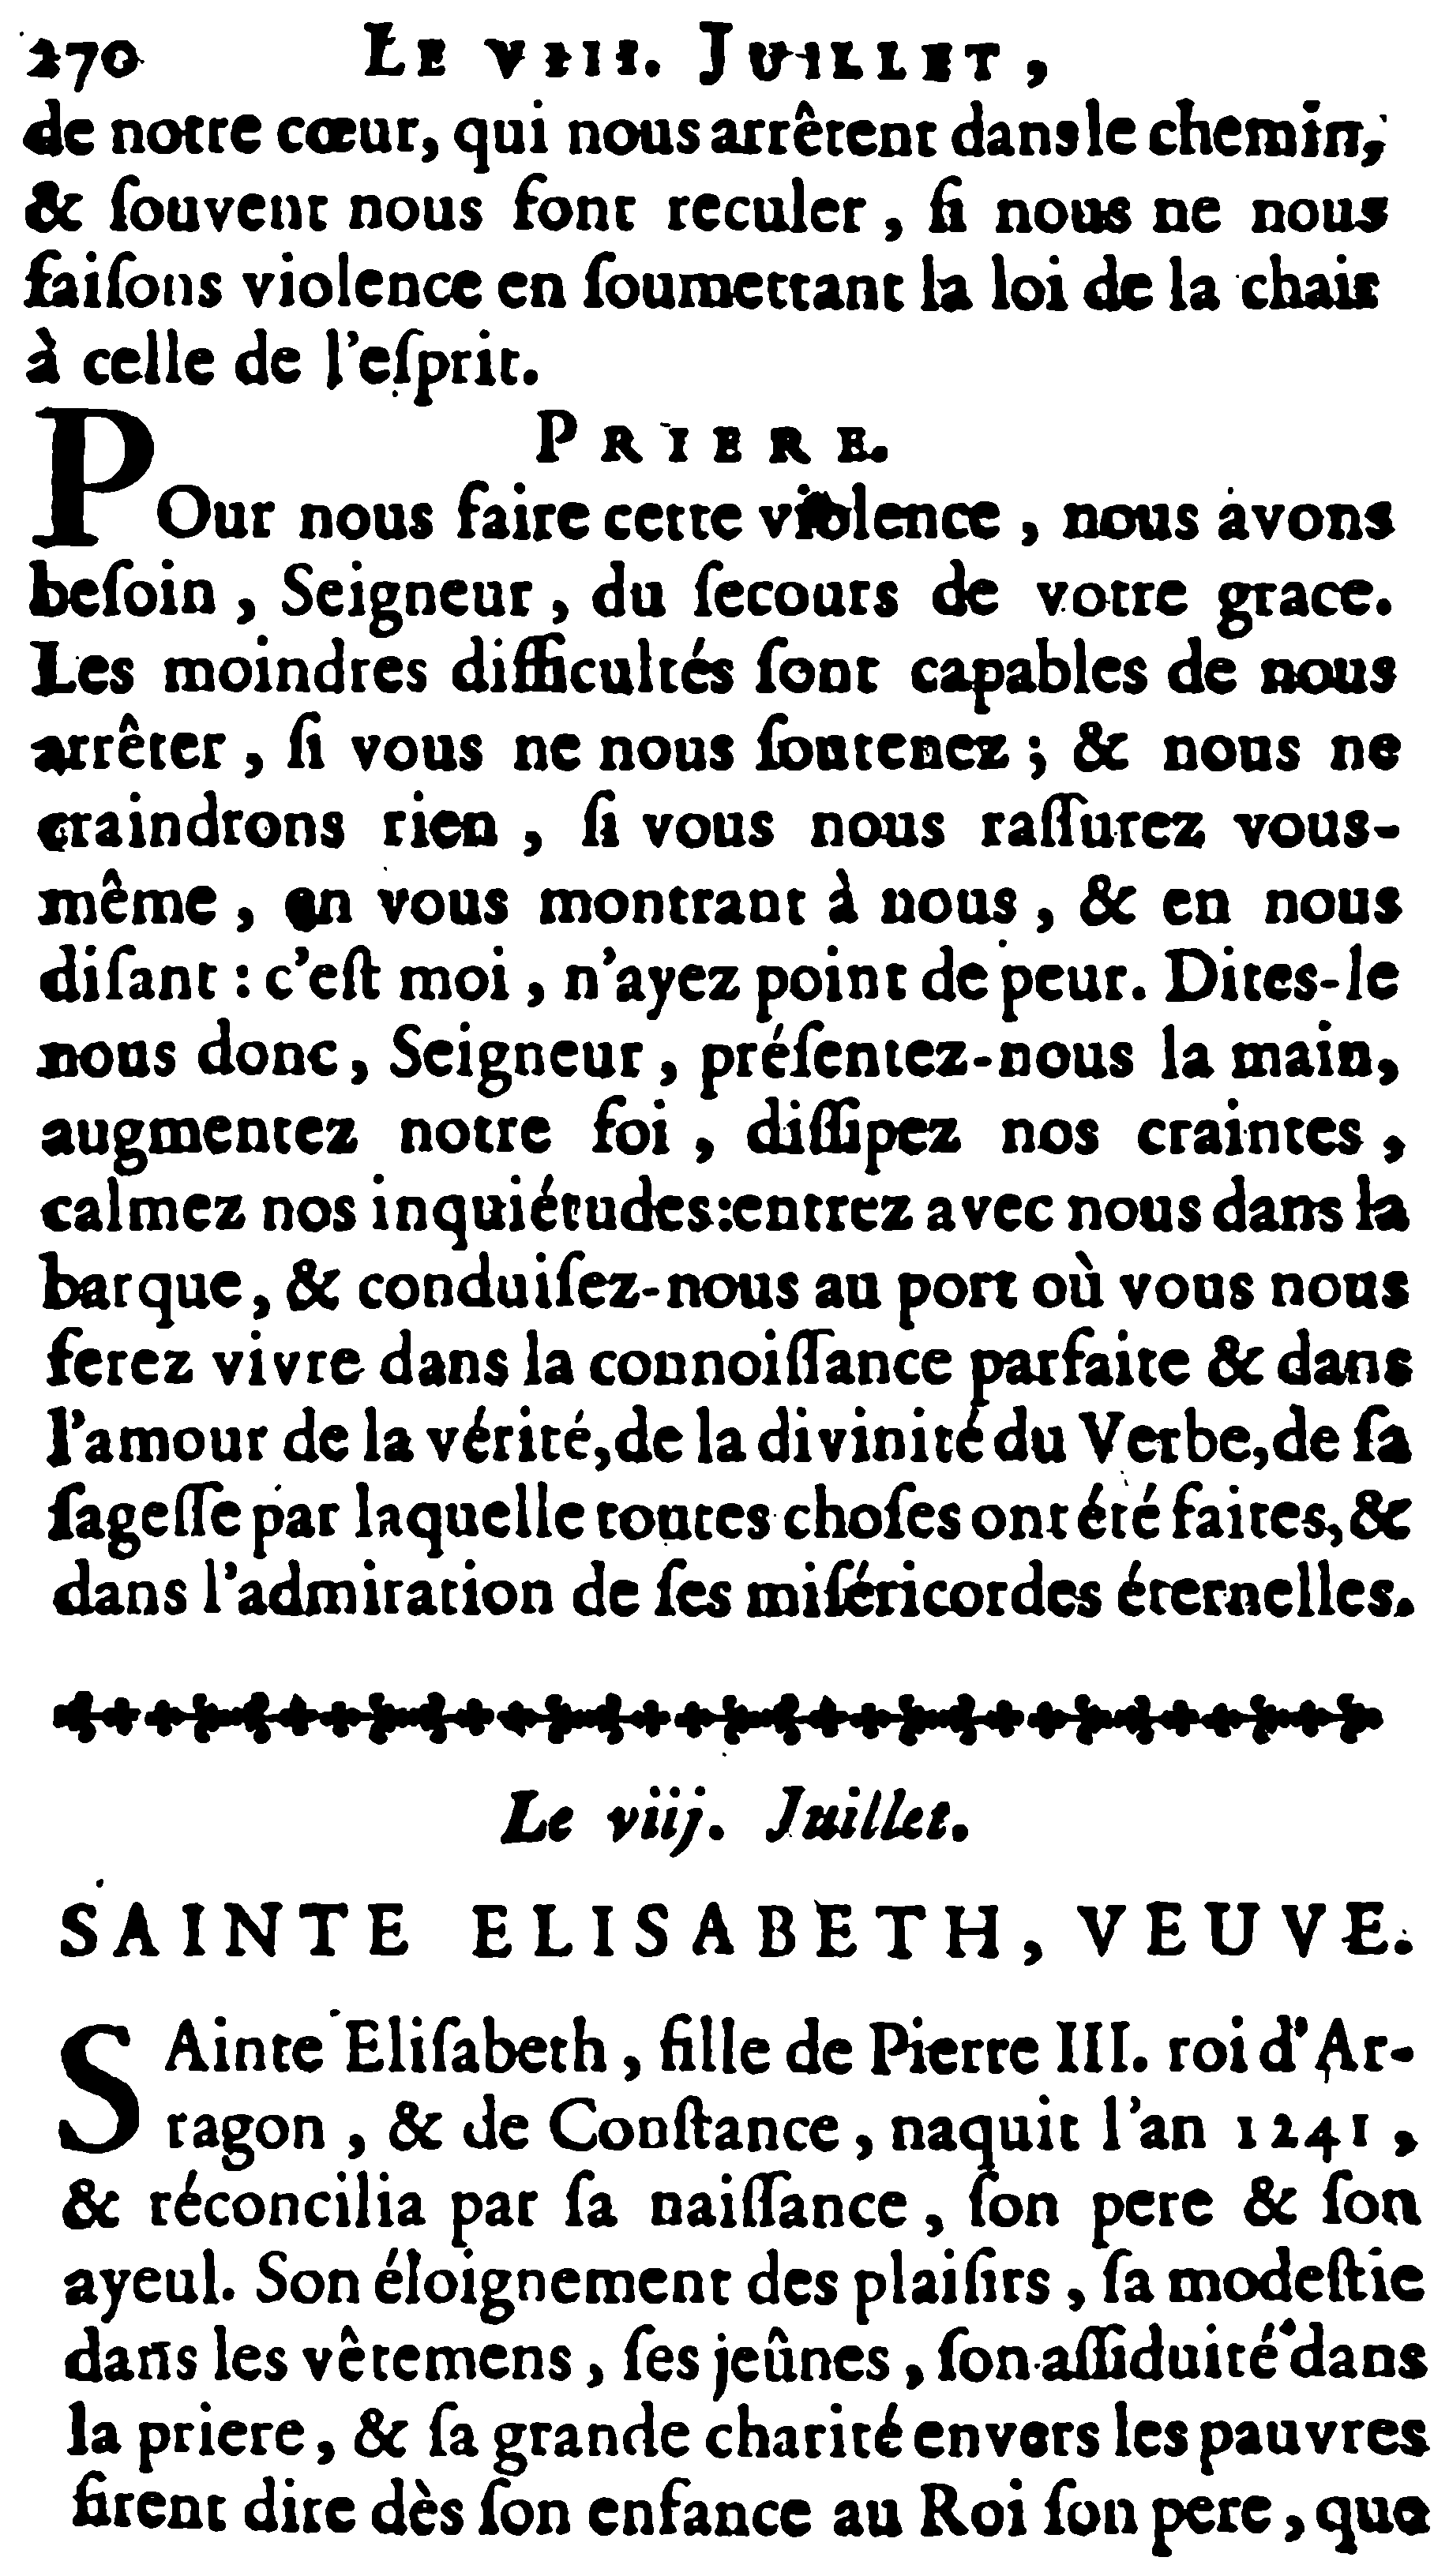 270 LE VIII. JUILLET,
de notre cœur, qui nous arrêtent dans le chemin,
& ſouvent nous font reculer, ſi nous ne nous
faiſons violence en ſoumettant la loi de la chair
à celle de l'eſprit.
PRIERE.
POur nous faire cette violence, nous avons
beſoin, Seigneur, du ſecours de votre grace.
Les moindres difficultés ſont capables de nous
arrêter, ſi vous ne nous ſoutenez; & nous ne
craindrons rien, ſi vous nous raſſurez vous-
même, en vous montrant à nous, & en nous
diſant : c'eſt moi, n'ayez point de peur. Dites-le
nous donc, Seigneur, préſentez-nous la main,
augmentez notre foi, diſſipez nos craintes,
calmez nos inquiétudes:entrez avec nous dans la
barque, & conduiſez-nous au port où vous nous
ferez vivre dans la connoiſſance parfaite & dans
l'amour de la vérité, de la divinité du Verbe, de ſa
ſageſſe par laquelle toutes choſes ont été faites, &
dans l'admiration de ſes miſéricordes éternelles.
Le viij. Juillet.
SAINTE ELISABETH, VEUVE.
SAinte Eliſabeth, fille de Pierre III. roi d'Ar-
ragon, & de Conſtance, naquit l'an 1241,
& réconcilia par ſa naiſſance, ſon pere & ſon
ayeul. Son éloignement des plaiſirs, ſa modeſtie
dans les vêtemens, ſes jeûnes, ſon aſſiduité dans
la priere, & ſa grande charité envers les pauvres
firent dire dès ſon enfance au Roi ſon pere, que